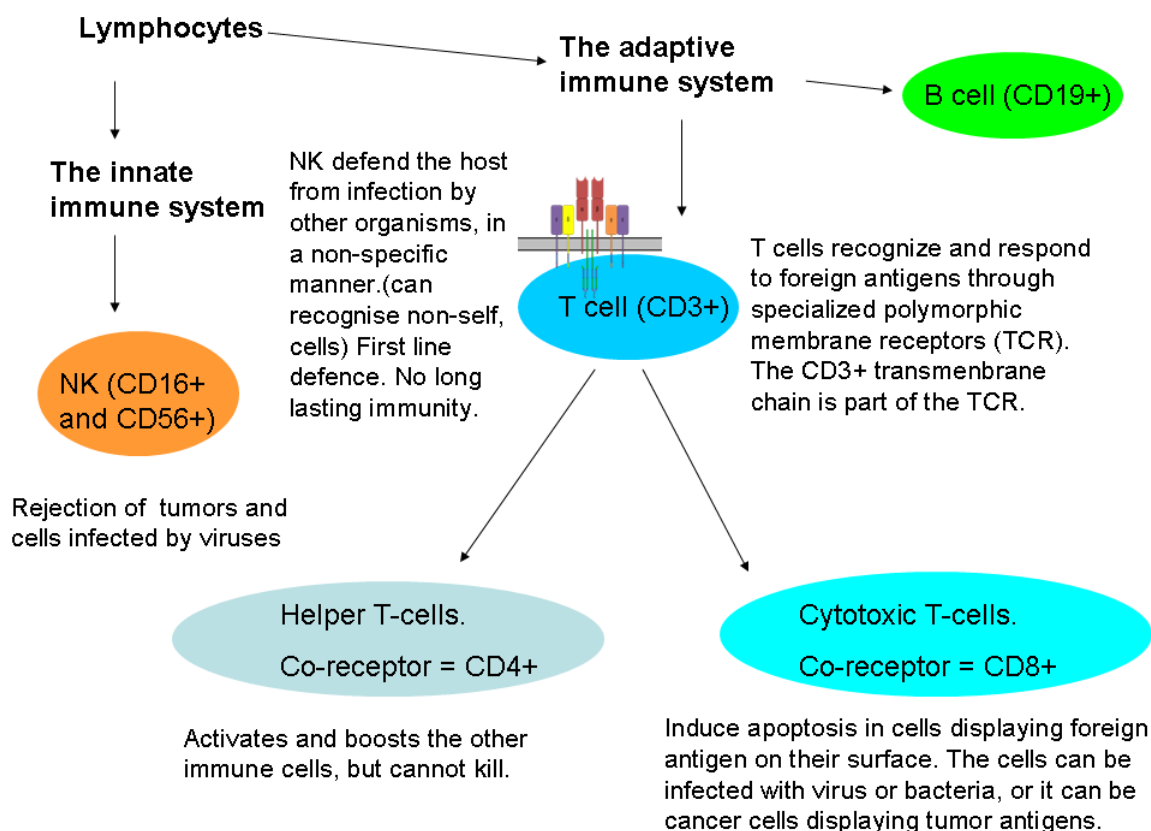 Lymphocytes
The adaptive
immune system
B cell (CD19+)
The innate
immune system
NK defend the host
from infection by
other organisms, in
a non-specific
manner.(can
recognise non-self,
cells) First line
defence. No long
lasting immunity.
T cell (CD3+)
T cells recognize and respond
to foreign antigens through
specialized polymorphic
membrane receptors (TCR).
The CD3+ transmenbrane
chain is part of the TCR.
NK (CD16+
and CD56+)
Rejection of  tumors and
cells infected by viruses
Helper T-cells.
Co-receptor = CD4+
Activates and boosts the other
immune cells, but cannot kill.
Cytotoxic T-cells.
Co-receptor = CD8+
Induce apoptosis in cells displaying foreign
antigen on their surface. The cells can be
infected with virus or bacteria, or it can be
cancer cells displaying tumor antigens.